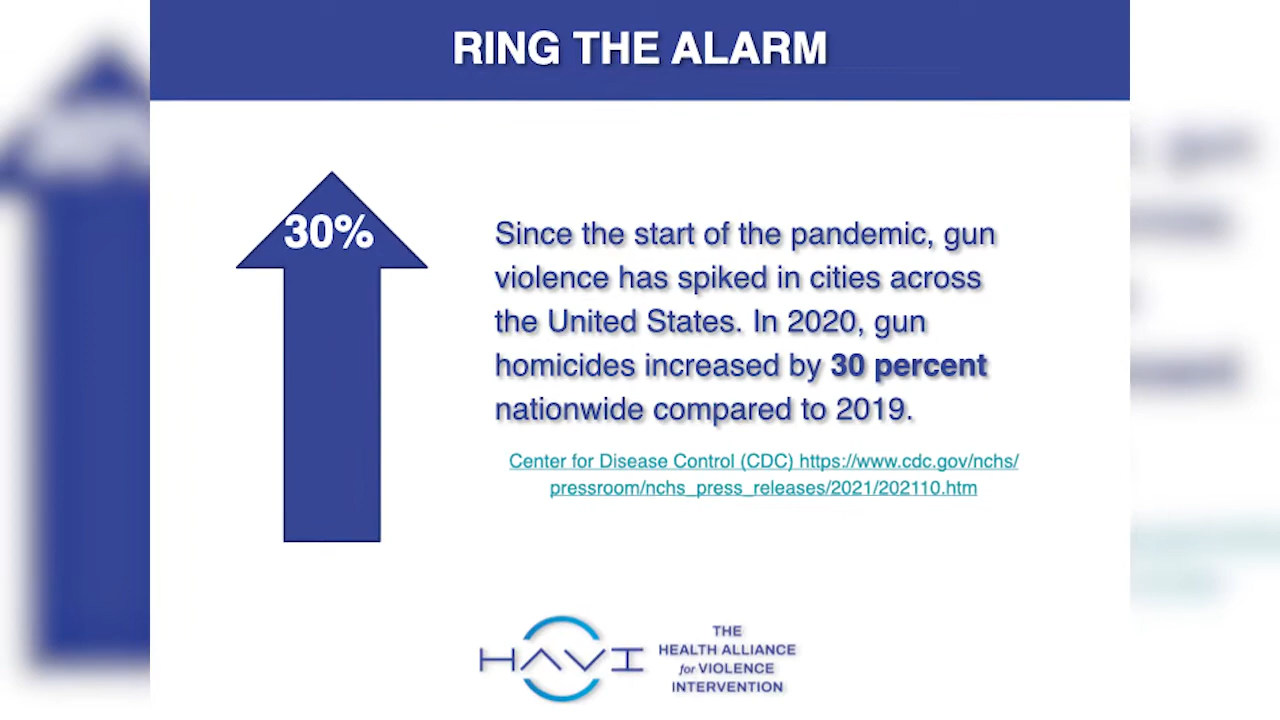 RING THE ALARM
30%
Since the start of the pandemic, gun
violence has spiked in cities across
the United States. In 2020, gun
homicides increased by 30 percent
nationwide compared to 2019.
Center for Disease Control (CDC) https://www.cdc.gov/nchs/
pressroom/nchs_press_releases/2021/202110.htm
HAVI
THE
HEALTH ALLIANCE
for VIOLENCE
INTERVENTION